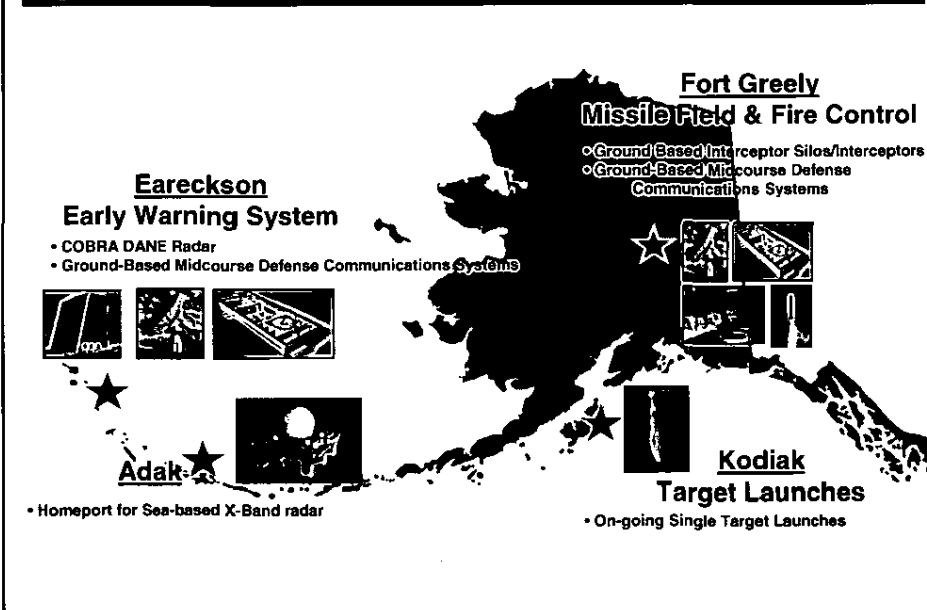 Fort Greely
Missile Field & Fire Control
• Ground Based Interceptor Silos/Interceptors
• Ground-Based Midcourse Defense
Communications Systems
Eareckson
Early Warning System
• COBRA DANE Radar
• Ground-Based Midcourse Defense Communications Systems
Adak
• Homeport for Sea-based X-Band radar
Kodiak
Target Launches
• On-going Single Target Launches